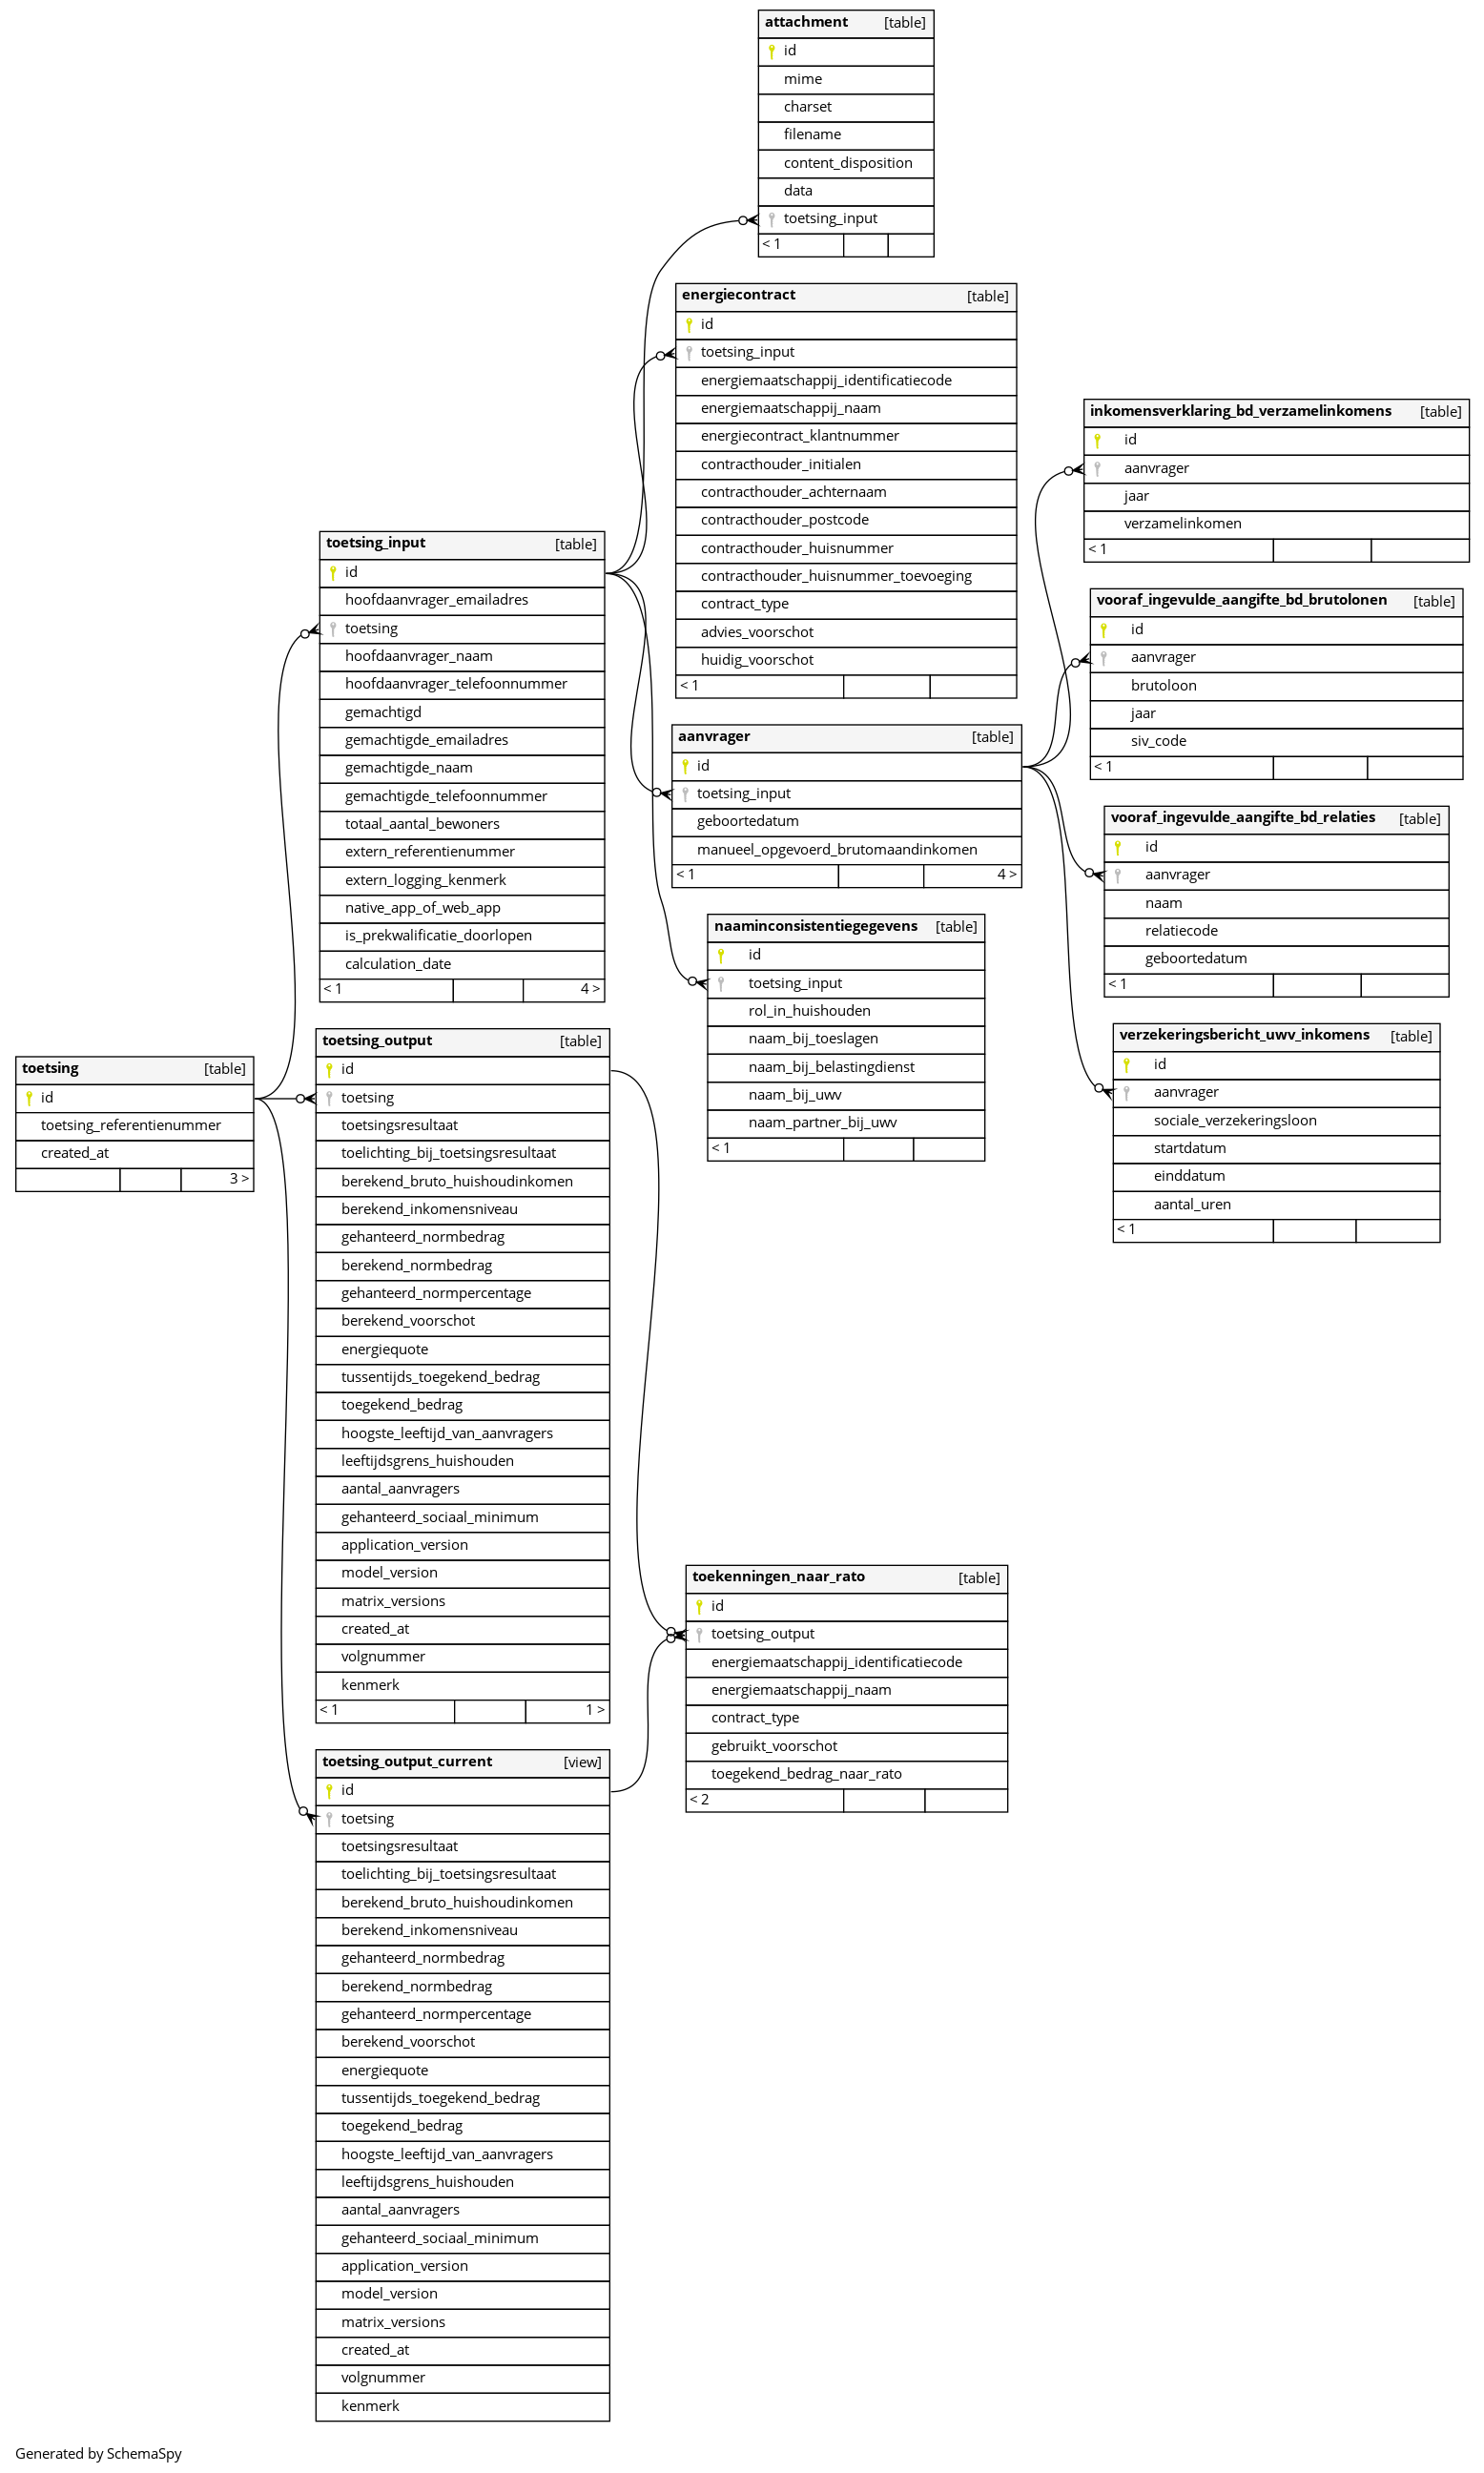 attachment [table]
id
mime
charset
filename
content_disposition
data
toetsing_input
< 1
energiecontract [table]
id
toetsing_input
energiemaatschappij_identificatiecode
energiemaatschappij_naam
energiecontract_klantnummer
contracthouder_initialen
contracthouder_achternaam
contracthouder_postcode
contracthouder_huisnummer
contracthouder_huisnummer_toevoeging
contract_type
advies_voorschot
huidig_voorschot
< 1
inkomensverklaring_bd_verzamelinkomens [table]
id
aanvrager
jaar
verzamelinkomen
< 1
toetsing_input [table]
id
hoofdaanvrager_emailadres
toetsing
hoofdaanvrager_naam
hoofdaanvrager_telefoonnummer
gemachtigd
gemachtigde_emailadres
gemachtigde_naam
gemachtigde_telefoonnummer
totaal_aantal_bewoners
extern_referentienummer
extern_logging_kenmerk
native_app_of_web_app
is_prekwalificatie_doorlopen
calculation_date
< 1 4 >
vooraf_ingevulde_aangifte_bd_brutolonen [table]
id
aanvrager
brutoloon
jaar
siv_code
< 1
aanvrager [table]
id
toetsing_input
geboortedatum
manueel_opgevoerd_brutomaandinkomen
< 1 4 >
vooraf_ingevulde_aangifte_bd_relaties [table]
id
aanvrager
naam
relatiecode
geboortedatum
< 1
naaminconsistentiegegevens [table]
id
toetsing_input
rol_in_huishouden
naam_bij_toeslagen
naam_bij_belastingdienst
naam_bij_uwv
naam_partner_bij_uwv
< 1
verzekeringsbericht_uwv_inkomens [table]
id
aanvrager
sociale_verzekeringsloon
startdatum
einddatum
aantal_uren
< 1
toetsing [table]
id
toetsing_referentienummer
created_at
3 >
toetsing_output [table]
id
toetsing
toetsingsresultaat
toelichting_bij_toetsingsresultaat
berekend_bruto_huishoudinkomen
berekend_inkomensniveau
gehanteerd_normbedrag
berekend_normbedrag
gehanteerd_normpercentage
berekend_voorschot
energiequote
tussentijds_toegekend_bedrag
toegekend_bedrag
hoogste_leeftijd_van_aanvragers
leeftijdsgrens_huishouden
aantal_aanvragers
gehanteerd_sociaal_minimum
application_version
model_version
matrix_versions
created_at
volgnummer
kenmerk
< 1 1 >
toekenningen_naar_rato [table]
id
toetsing_output
energiemaatschappij_identificatiecode
energiemaatschappij_naam
contract_type
gebruikt_voorschot
toegekend_bedrag_naar_rato
< 2
toetsing_output_current [view]
id
toetsing
toetsingsresultaat
toelichting_bij_toetsingsresultaat
berekend_bruto_huishoudinkomen
berekend_inkomensniveau
gehanteerd_normbedrag
berekend_normbedrag
gehanteerd_normpercentage
berekend_voorschot
energiequote
tussentijds_toegekend_bedrag
toegekend_bedrag
hoogste_leeftijd_van_aanvragers
leeftijdsgrens_huishouden
aantal_aanvragers
gehanteerd_sociaal_minimum
application_version
model_version
matrix_versions
created_at
volgnummer
kenmerk
Generated by SchemaSpy